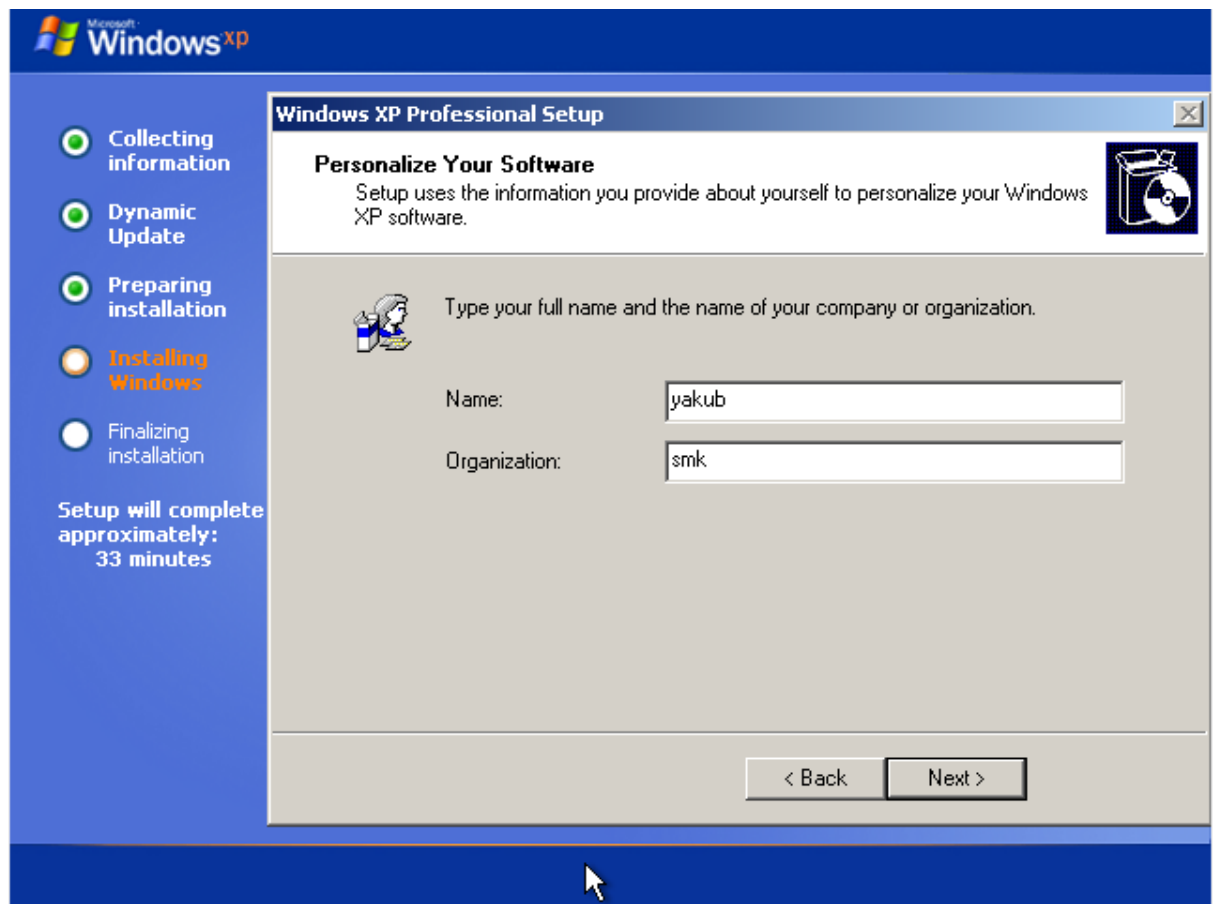 Microsoft
Windows xp
Collecting
information
Dynamic
Update
Preparing
installation
Installing
Windows
Finalizing
installation
Setup will complete
approximately:
33 minutes
Windows XP Professional Setup
Personalize Your Software
Setup uses the information you provide about yourself to personalize your Windows
XP software.
Type your full name and the name of your company or organization.
Name: yakub
Organization: smk
< Back Next >